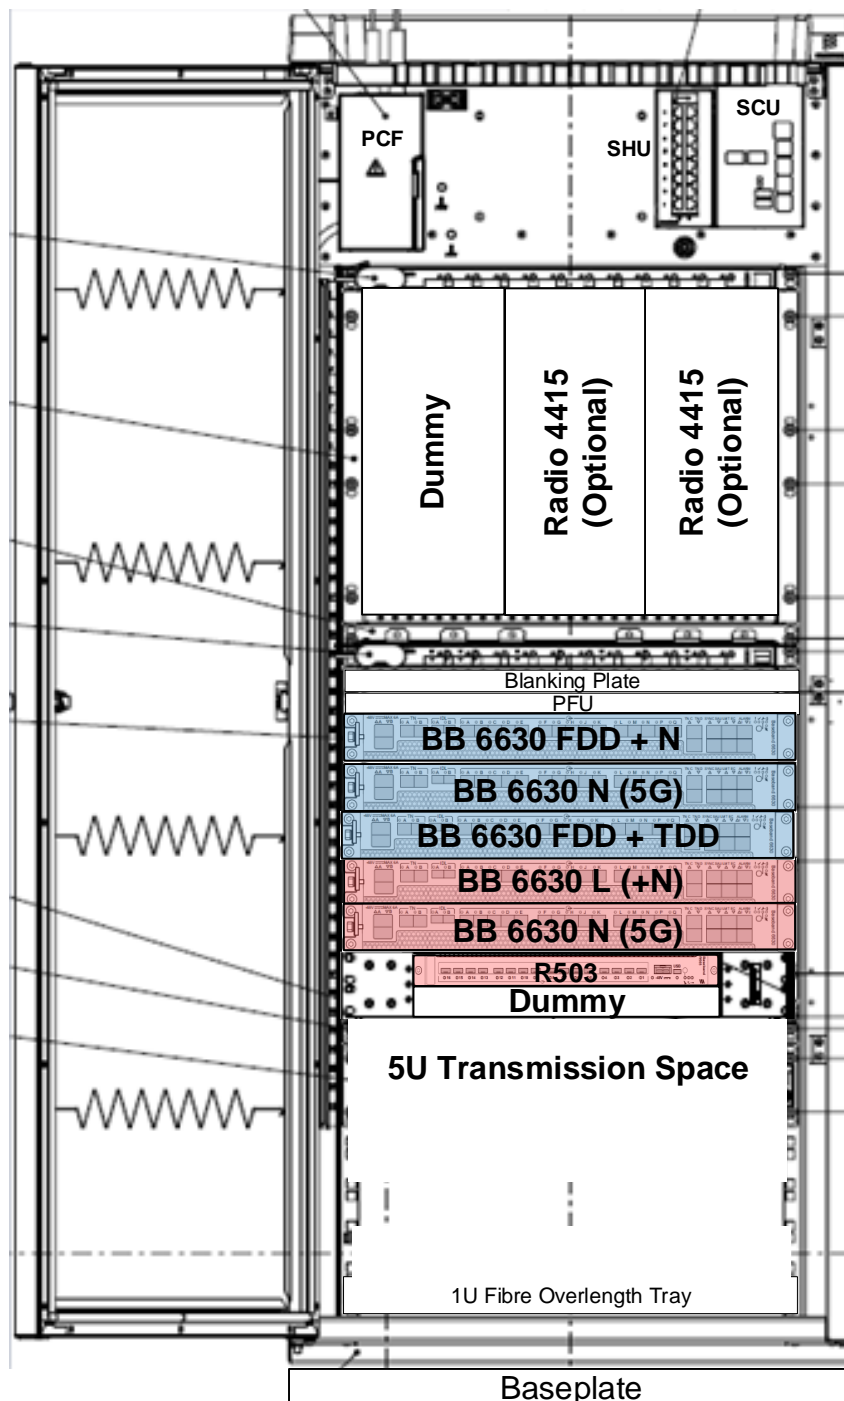 PCF
SHU
SCU
Dummy
Radio 4415
(Optional)
Radio 4415
(Optional)
Blanking Plate
PFU
BB 6630 FDD + N
BB 6630 N (5G)
BB 6630 FDD + TDD
BB 6630 L (+N)
BB 6630 N (5G)
R503
Dummy
5U Transmission Space
1U Fibre Overlength Tray
Baseplate